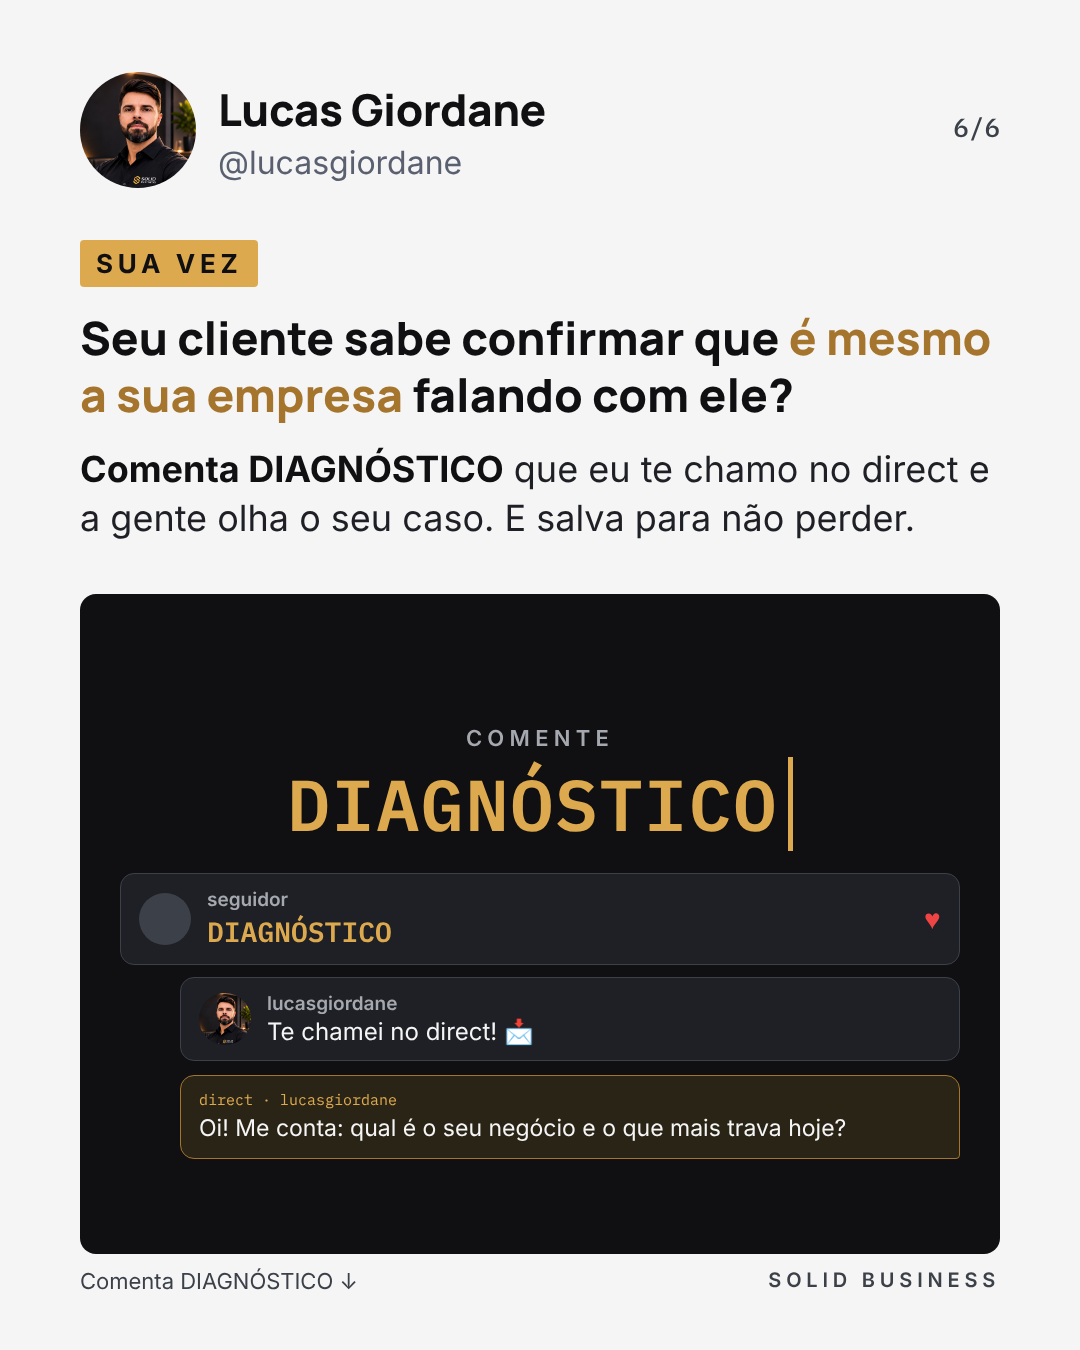 Lucas Giordane
@lucasgiordane
6/6
SUA VEZ
Seu cliente sabe confirmar que é mesmo
a sua empresa falando com ele?
Comenta DIAGNÓSTICO que eu te chamo no direct e
a gente olha o seu caso. E salva para não perder.
COMENTE
DIAGNÓSTICO
seguidor
DIAGNÓSTICO
♥
lucasgiordane
Te chamei no direct! 📩
direct · lucasgiordane
Oi! Me conta: qual é o seu negócio e o que mais trava hoje?
Comenta DIAGNÓSTICO ↓
SOLID BUSINESS